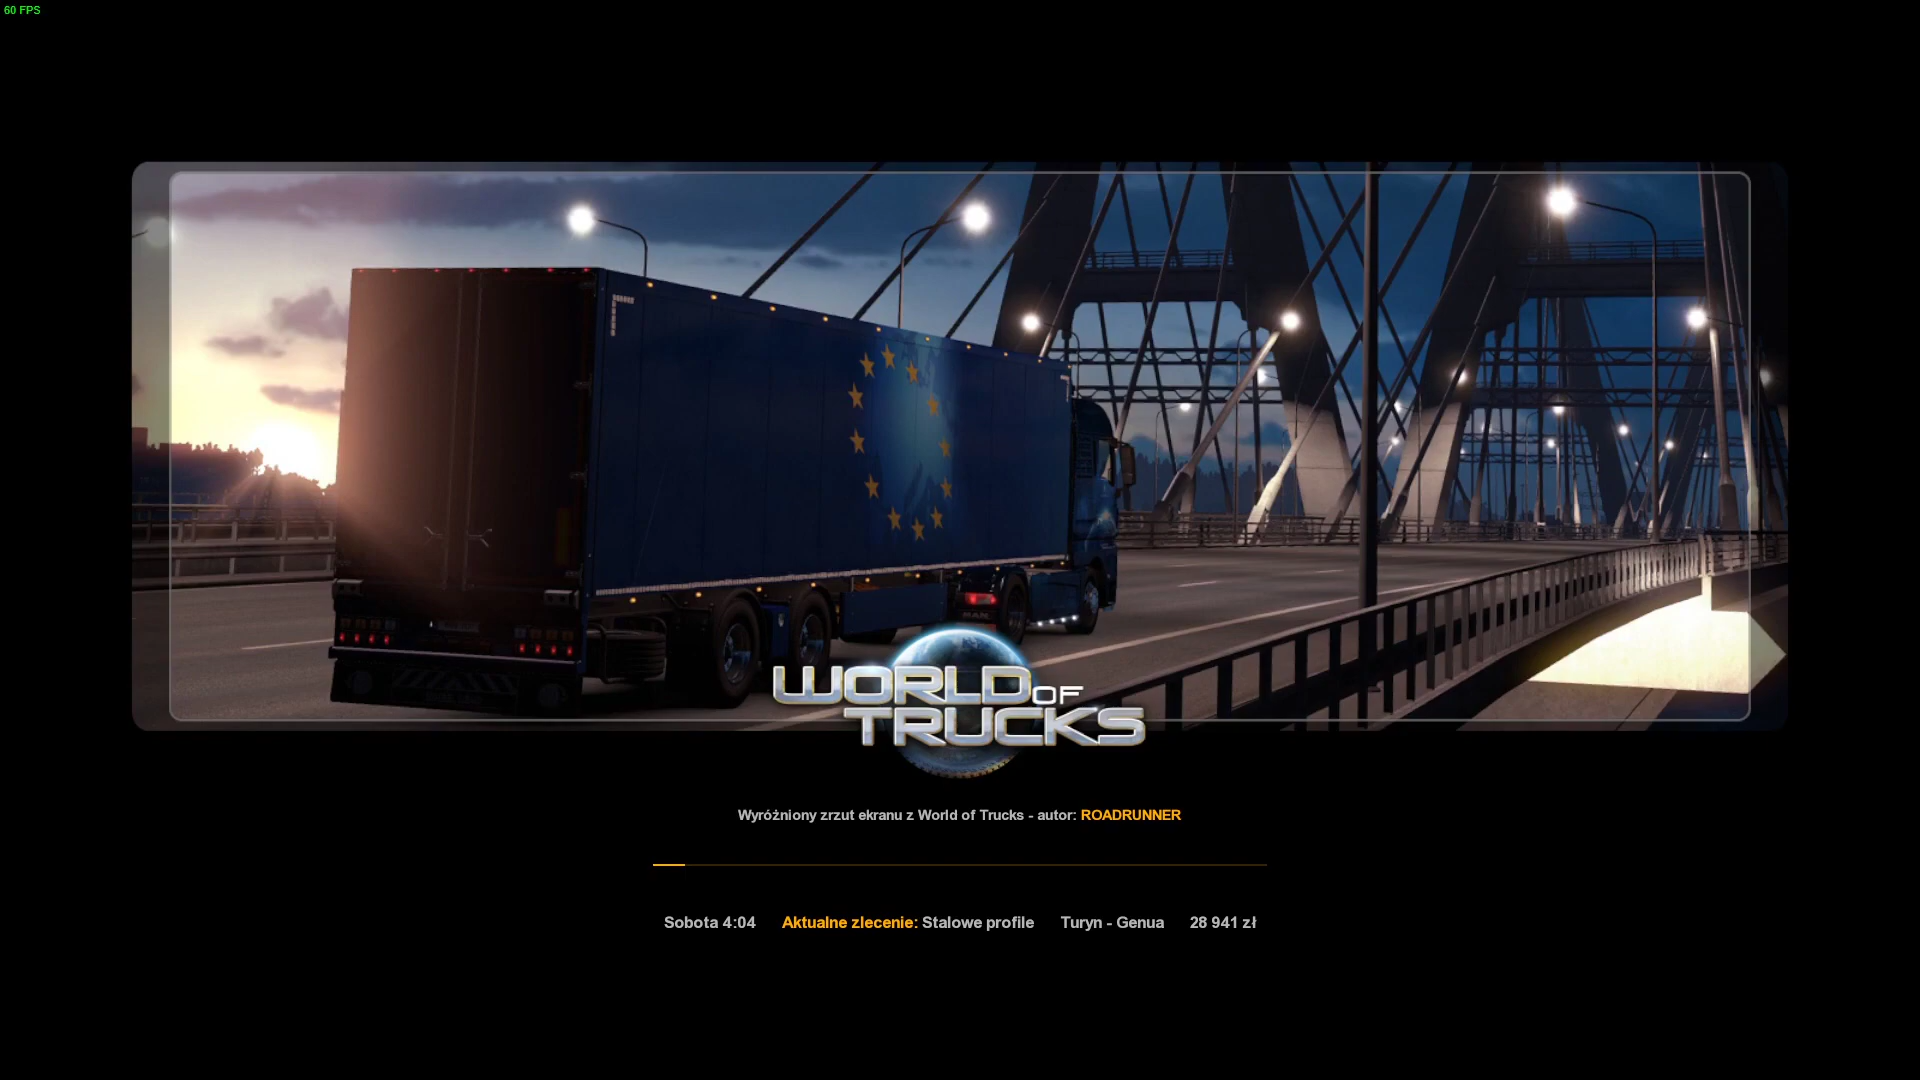 60 FPS
WORLD OF
TRUCKS
Wyróżniony zrzut ekranu z World of Trucks - autor: ROADRUNNER
Sobota 4:04 Aktualne zlecenie: Stalowe profile Turyn - Genua 28 941 zł